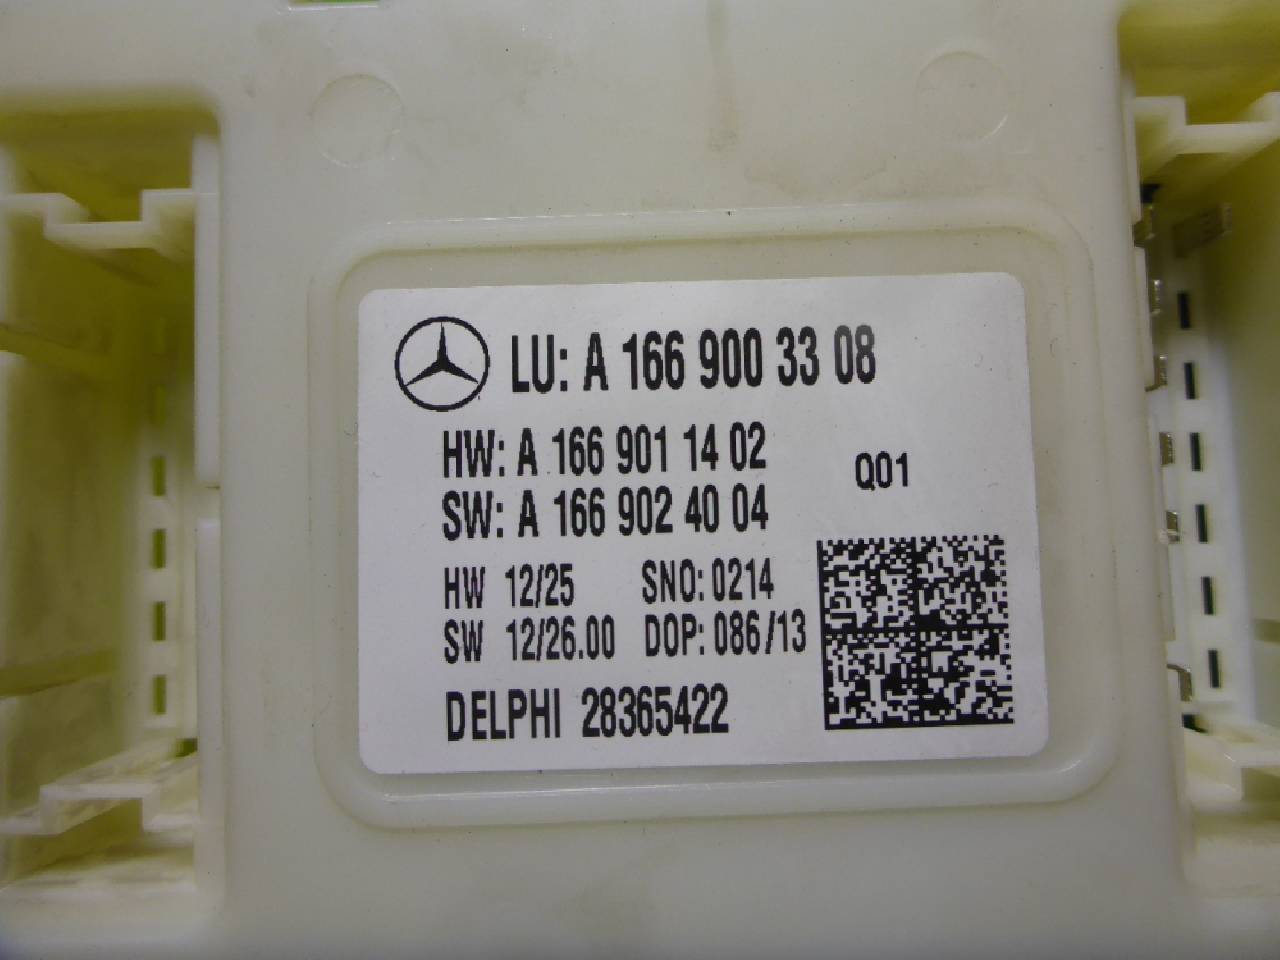 LU: A 166 900 33 08
HW: A 166 901 14 02
SW: A 166 902 40 04
Q01
HW 12/25 SNO: 0214
SW 12/26.00 DOP: 086/13
DELPHI 28365422